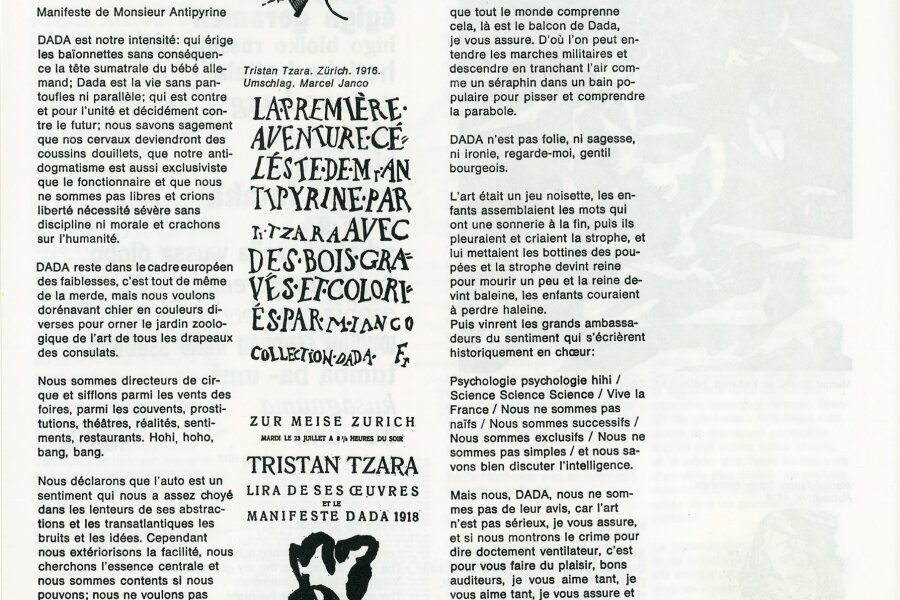 Manifeste de Monsieur Antipyrine
DADA est notre intensité: qui érige
les baïonnettes sans conséquen-
ce la tête sumatrale du bébé alle-
mand; Dada est la vie sans pan-
toufles ni parallèle; qui est contre
et pour l'unité et décidément con-
tre le futur; nous savons sagement
que nos cervaux deviendront des
coussins douillets, que notre anti-
dogmatisme est aussi exclusiviste
que le fonctionnaire et que nous
ne sommes pas libres et crions
liberté nécessité sévère sans
discipline ni morale et crachons
sur l'humanité.
DADA reste dans le cadre européen
des faiblesses, c'est tout de même
de la merde, mais nous voulons
dorénavant chier en couleurs di-
verses pour orner le jardin zoolo-
gique de l'art de tous les drapeaux
des consulats.
Nous sommes directeurs de cir-
que et sifflons parmi les vents des
foires, parmi les couvents, prosti-
tutions, théâtres, réalités, senti-
ments, restaurants. Hohi, hoho,
bang, bang.
Nous déclarons que l'auto est un
sentiment qui nous a assez choyé
dans les lenteurs de ses abstrac-
tions et les transatlantiques les
bruits et les idées. Cependant
nous extériorisons la facilité, nous
cherchons l'essence centrale et
nous sommes contents si nous
pouvons; nous ne voulons pas
Tristan Tzara. Zürich. 1916.
Umschlag. Marcel Janco
LA·PREMIÈRE·
AVENTURE·CÉ=
LÉSTE·DE·Mr·AN
TIPYRINE·PAR
T·TZARA AVEC
DES·BOIS·GRA=
VÉS·ET·COLORI=
ÉS·PAR·M·IANCO
COLLECTION·DADA·
ZUR MEISE ZURICH
MARDI LE 23 JUILLET A 8 ½ HEURES DU SOIR
TRISTAN TZARA
LIRA DE SES ŒUVRES
ET LE
MANIFESTE DADA 1918
que tout le monde comprenne
cela, là est le balcon de Dada,
je vous assure. D'où l'on peut en-
tendre les marches militaires et
descendre en tranchant l'air com-
me un séraphin dans un bain po-
pulaire pour pisser et comprendre
la parabole.
DADA n'est pas folie, ni sagesse,
ni ironie, regarde-moi, gentil
bourgeois.
L'art était un jeu noisette, les en-
fants assemblaient les mots qui
ont une sonnerie à la fin, puis ils
pleuraient et criaient la strophe, et
lui mettaient les bottines des pou-
pées et la strophe devint reine
pour mourir un peu et la reine de-
vint baleine, les enfants couraient
à perdre haleine.
Puis vinrent les grands ambassa-
deurs du sentiment qui s'écrièrent
historiquement en chœur:
Psychologie psychologie hihi /
Science Science Science / Vive la
France / Nous ne sommes pas
naïfs / Nous sommes successifs /
Nous sommes exclusifs / Nous ne
sommes pas simples / et nous sa-
vons bien discuter l'intelligence.
Mais nous, DADA, nous ne som-
mes pas de leur avis, car l'art
n'est pas sérieux, je vous assure,
et si nous montrons le crime pour
dire doctement ventilateur, c'est
pour vous faire du plaisir, bons
auditeurs, je vous aime tant, je
vous aime tant, je vous assure et